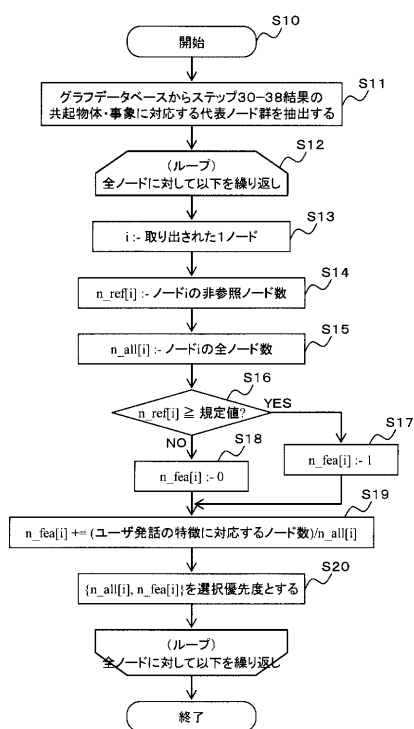 S10
開始
S11
グラフデータベースからステップ30-38結果の
共起物体・事象に対応する代表ノード群を抽出する
S12
(ループ)
全ノードに対して以下を繰り返し
S13
i :- 取り出された1ノード
S14
n_ref[i] :- ノードiの非参照ノード数
S15
n_all[i] :- ノードiの全ノード数
S16
n_ref[i] ≧ 規定値?
YES
NO
S17
n_fea[i] :- 1
S18
n_fea[i] :- 0
S19
n_fea[i] += (ユーザ発話の特徴に対応するノード数)/n_all[i]
S20
{n_all[i], n_fea[i]}を選択優先度とする
(ループ)
全ノードに対して以下を繰り返し
終了